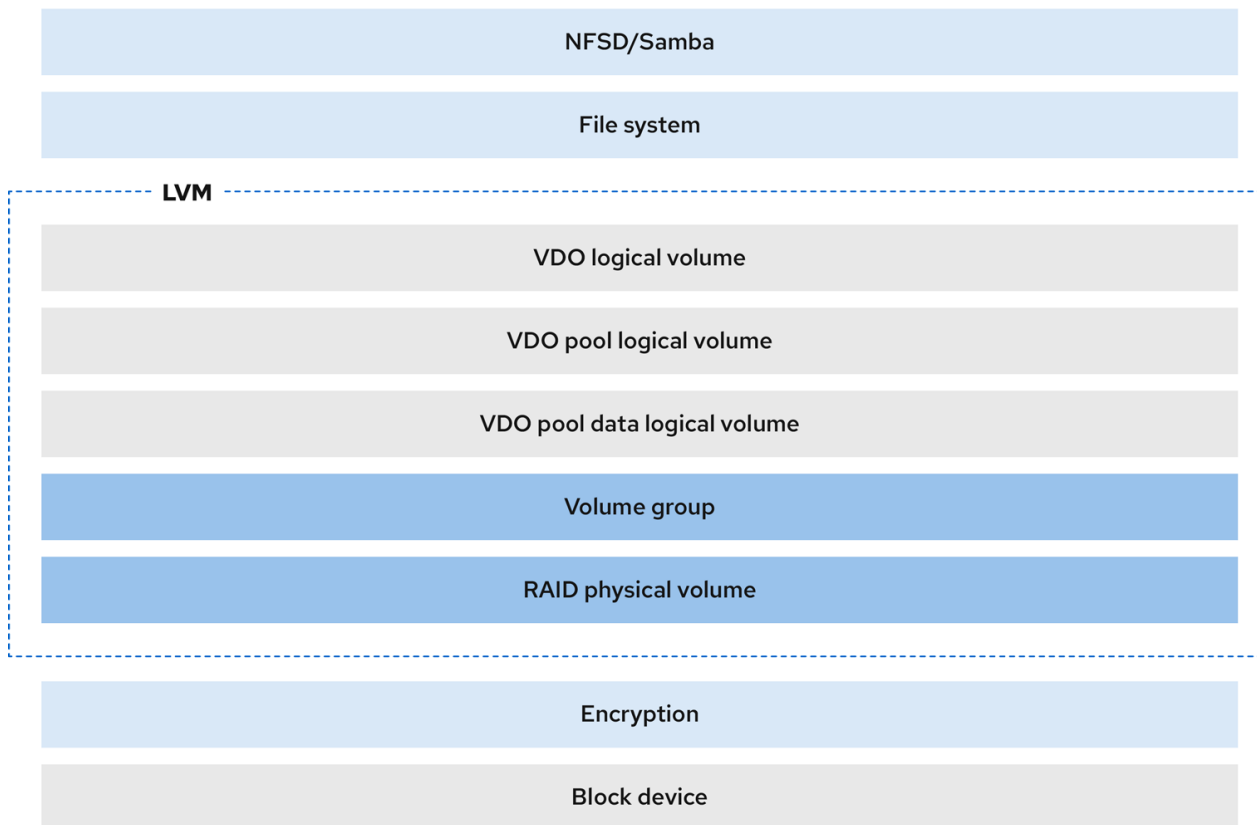 NFSD/Samba
File system
LVM
VDO logical volume
VDO pool logical volume
VDO pool data logical volume
Volume group
RAID physical volume
Encryption
Block device